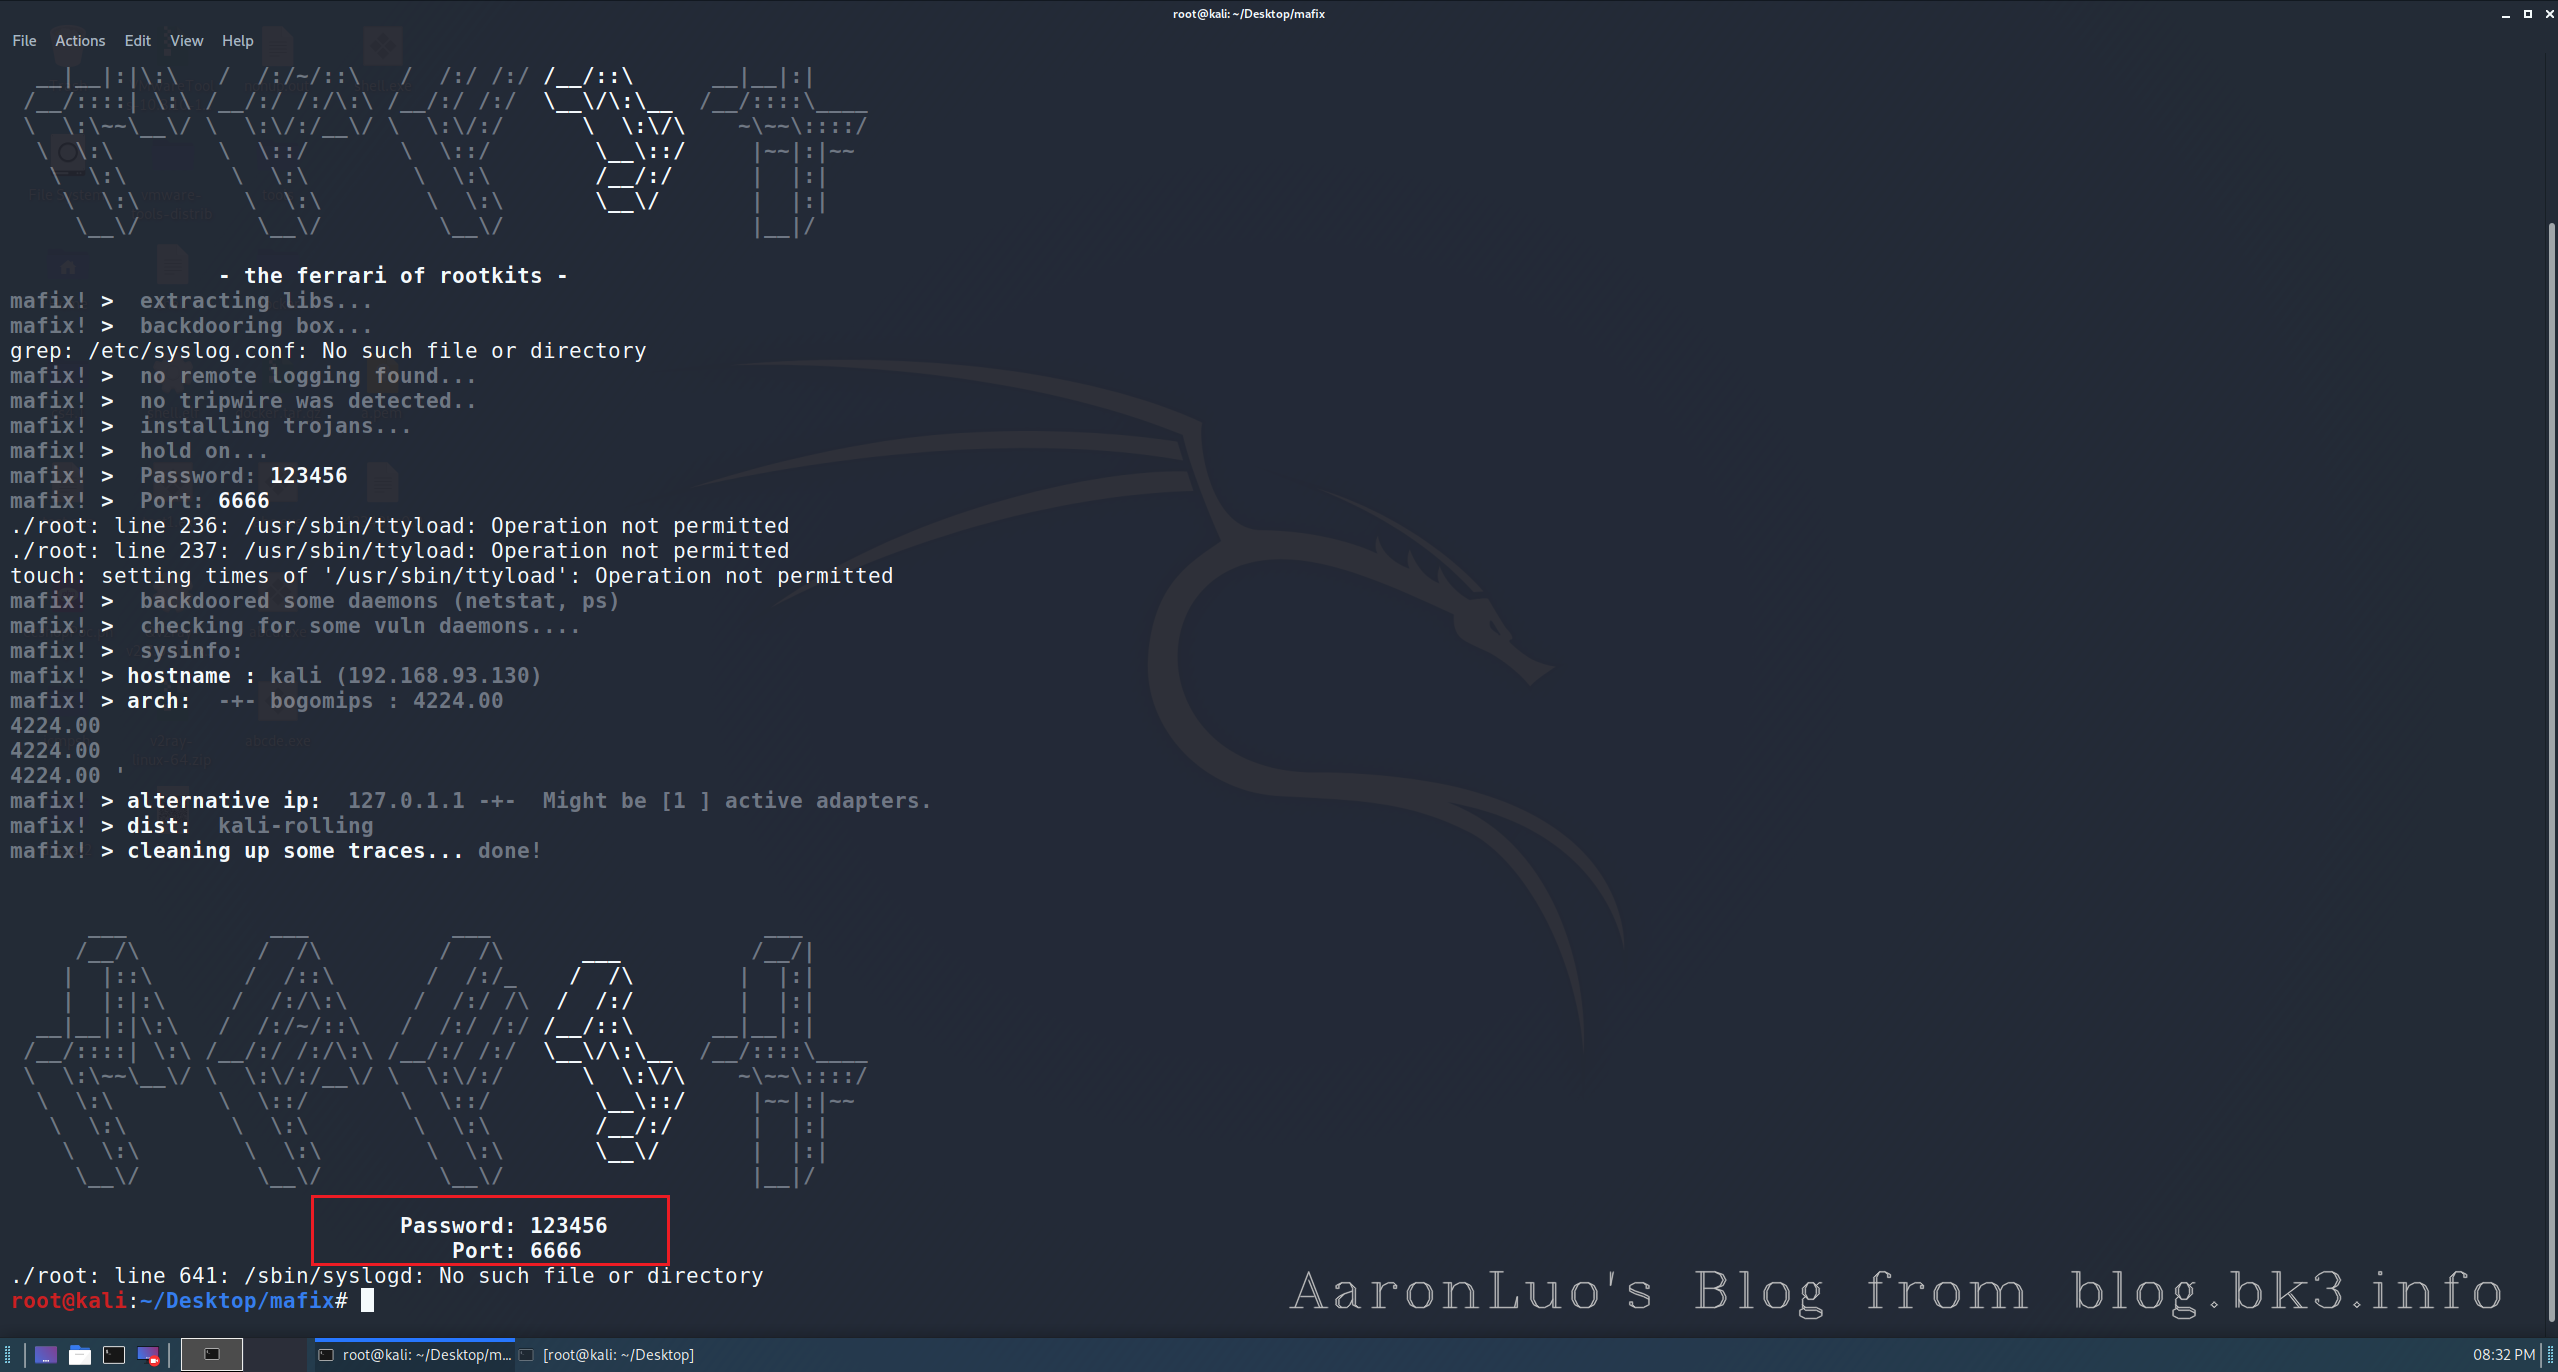 root@kali: ~/Desktop/mafix
File Actions Edit View Help
- the ferrari of rootkits -
mafix! > extracting libs...
mafix! > backdooring box...
grep: /etc/syslog.conf: No such file or directory
mafix! > no remote logging found...
mafix! > no tripwire was detected..
mafix! > installing trojans...
mafix! > hold on...
mafix! > Password: 123456
mafix! > Port: 6666
./root: line 236: /usr/sbin/ttyload: Operation not permitted
./root: line 237: /usr/sbin/ttyload: Operation not permitted
touch: setting times of '/usr/sbin/ttyload': Operation not permitted
mafix! > backdoored some daemons (netstat, ps)
mafix! > checking for some vuln daemons....
mafix! > sysinfo:
mafix! > hostname : kali (192.168.93.130)
mafix! > arch: -+- bogomips : 4224.00
4224.00
4224.00
4224.00 '
mafix! > alternative ip: 127.0.1.1 -+- Might be [1 ] active adapters.
mafix! > dist: kali-rolling
mafix! > cleaning up some traces... done!
Password: 123456
Port: 6666
./root: line 641: /sbin/syslogd: No such file or directory
root@kali:~/Desktop/mafix#
AaronLuo's Blog from blog.bk3.info
root@kali: ~/Desktop/m...
[root@kali: ~/Desktop]
08:32 PM